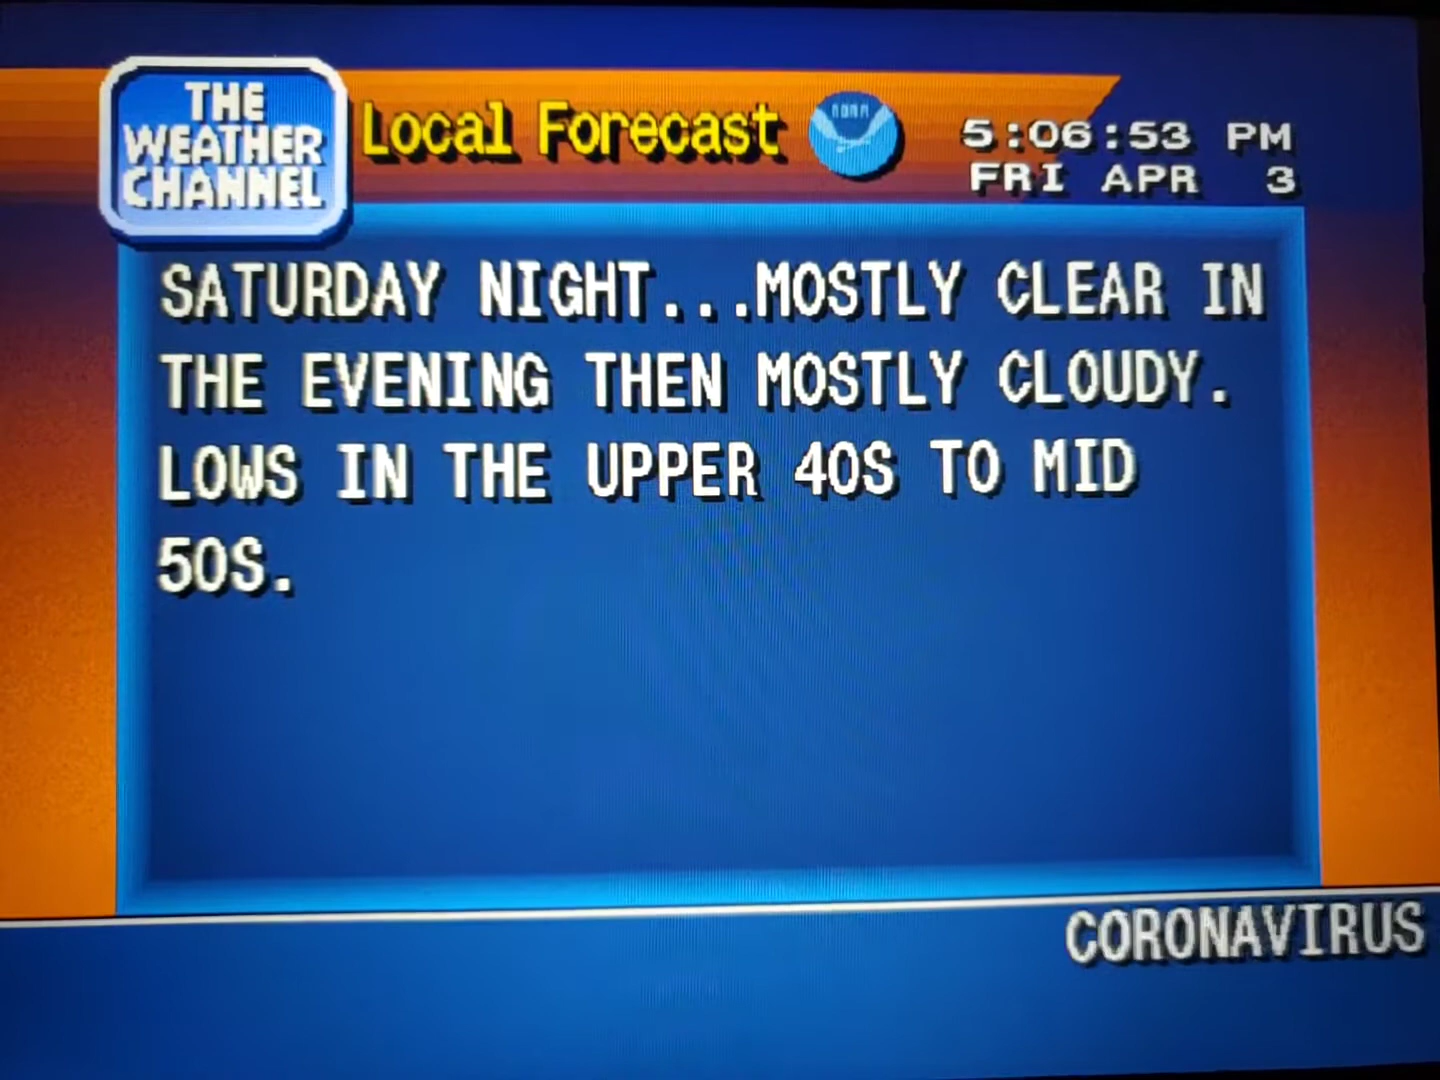 THE
WEATHER
CHANNEL
Local Forecast
NOAA
5:06:53 PM
FRI APR 3
SATURDAY NIGHT...MOSTLY CLEAR IN
THE EVENING THEN MOSTLY CLOUDY.
LOWS IN THE UPPER 40S TO MID
50S.
CORONAVIRUS